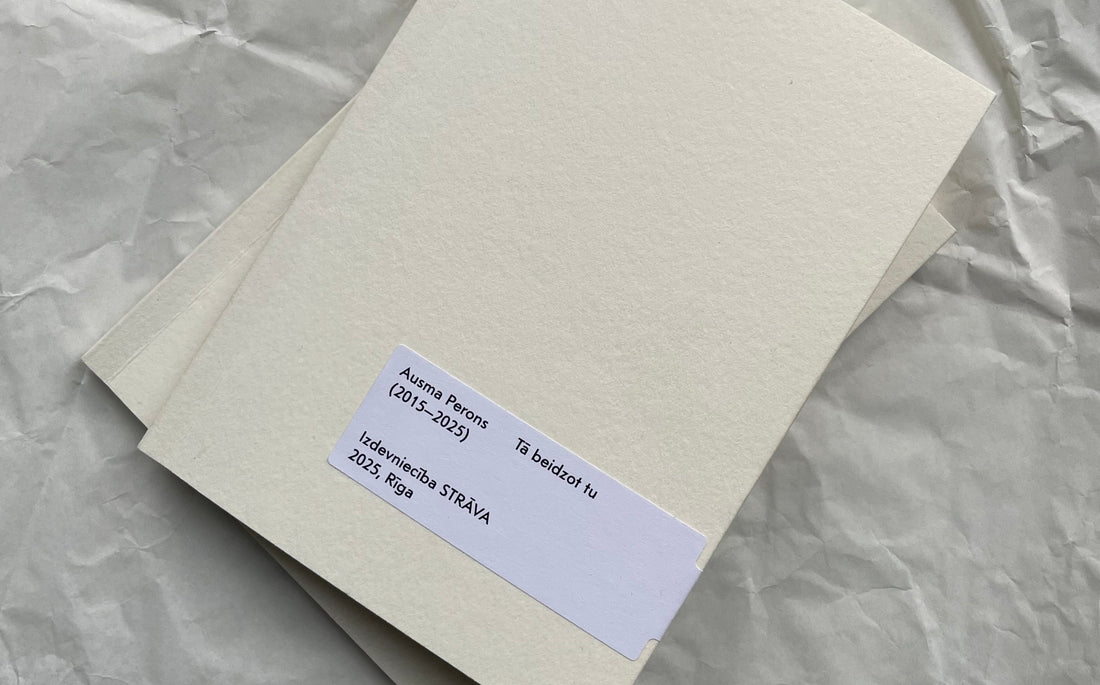 Ausma Perons
(2015–2025)
Tā beidzot tu
Izdevniecība STRĀVA
2025, Rīga